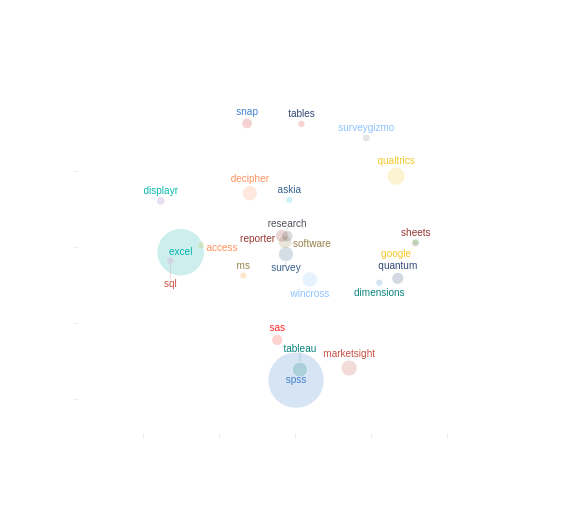 snap
tables
surveygizmo
qualtrics
decipher
displayr
askia
research
reporter
sheets
software
excel
access
google
ms
survey
quantum
sql
wincross
dimensions
sas
tableau
marketsight
spss